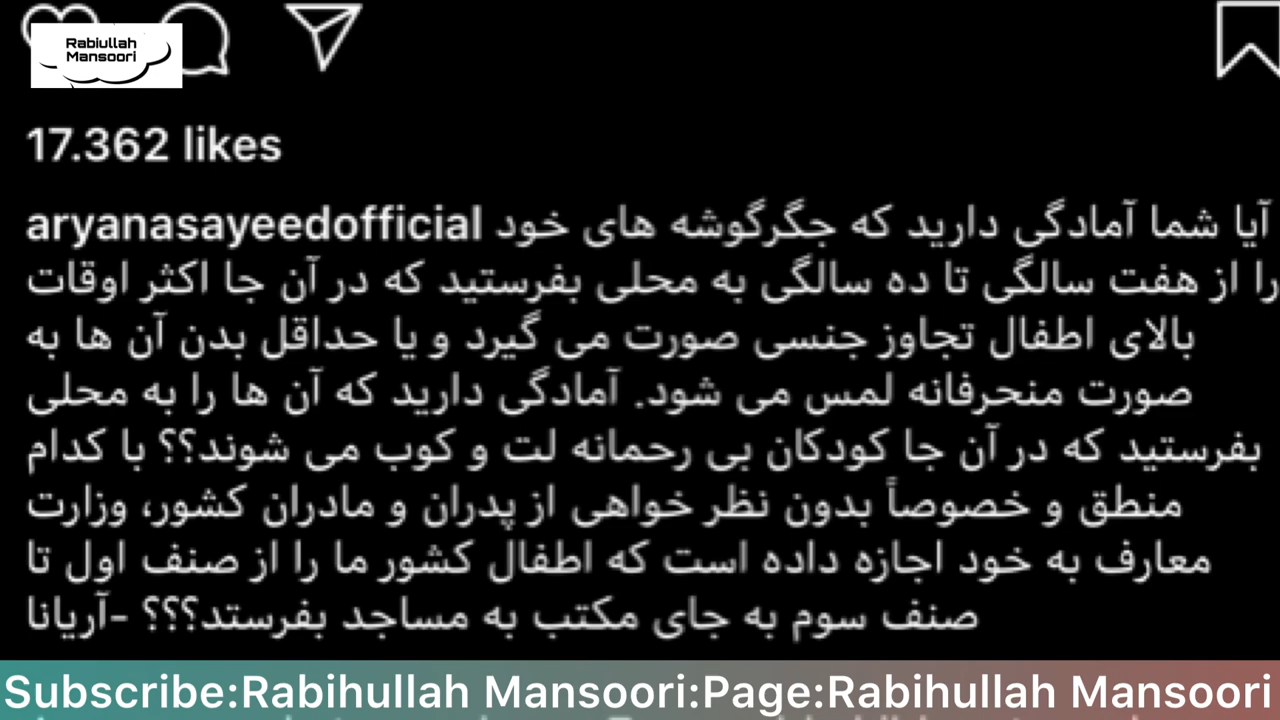 Rabiullah
Mansoori
17.362 likes
aryanasayeedofficial آیا شما آمادگی دارید که جگرگوشه های خود
را از هفت سالگی تا ده سالگی به محلی بفرستید که در آن جا اکثر اوقات
بالای اطفال تجاوز جنسی صورت می گیرد و یا حداقل بدن آن ها به
صورت منحرفانه لمس می شود. آمادگی دارید که آن ها را به محلی
بفرستید که در آن جا کودکان بی رحمانه لت و کوب می شوند؟؟ با کدام
منطق و خصوصاً بدون نظر خواهی از پدران و مادران کشور، وزارت
معارف به خود اجازه داده است که اطفال کشور ما را از صنف اول تا
صنف سوم به جای مکتب به مساجد بفرستد؟؟؟ -آریانا
Subscribe:Rabihullah Mansoori:Page:Rabihullah Mansoori